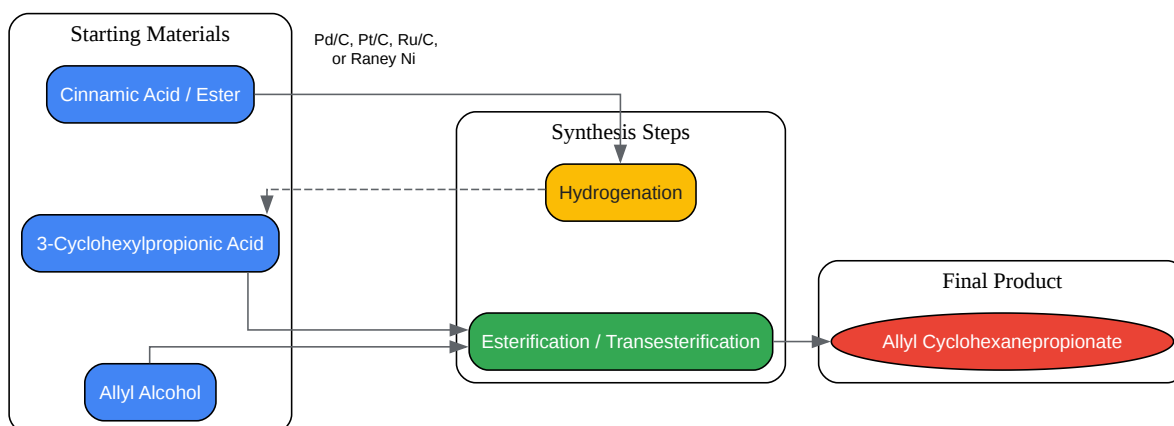 Starting Materials
Cinnamic Acid / Ester
3-Cyclohexylpropionic Acid
Allyl Alcohol
Pd/C, Pt/C, Ru/C,
or Raney Ni
Synthesis Steps
Hydrogenation
Esterification / Transesterification
Final Product
Allyl Cyclohexanepropionate